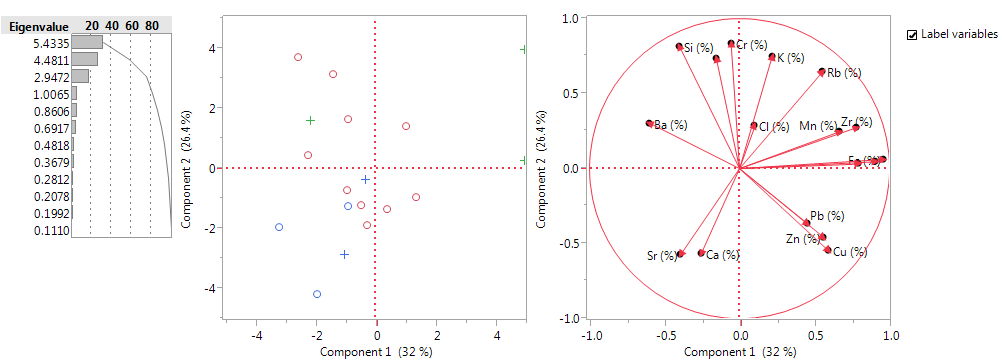 Eigenvalue 20 40 60 80
5.4335
4.4811
2.9472
1.0065
0.8606
0.6917
0.4818
0.3679
0.2812
0.2078
0.1992
0.1110
Component 2 (26.4 %)
4
2
0
-2
-4
-4 -2 0 2 4
Component 1 (32 %)
Component 2 (26.4 %)
1.0
0.5
0.0
-0.5
-1.0
Si (%)
Cr (%)
K (%)
Rb (%)
Ba (%)
Cl (%)
Mn (%)
Zr (%)
(%)
Pb (%)
Zn (%)
Cu (%)
Sr (%)
Ca (%)
-1.0 -0.5 0.0 0.5 1.0
Component 1 (32 %)
Label variables